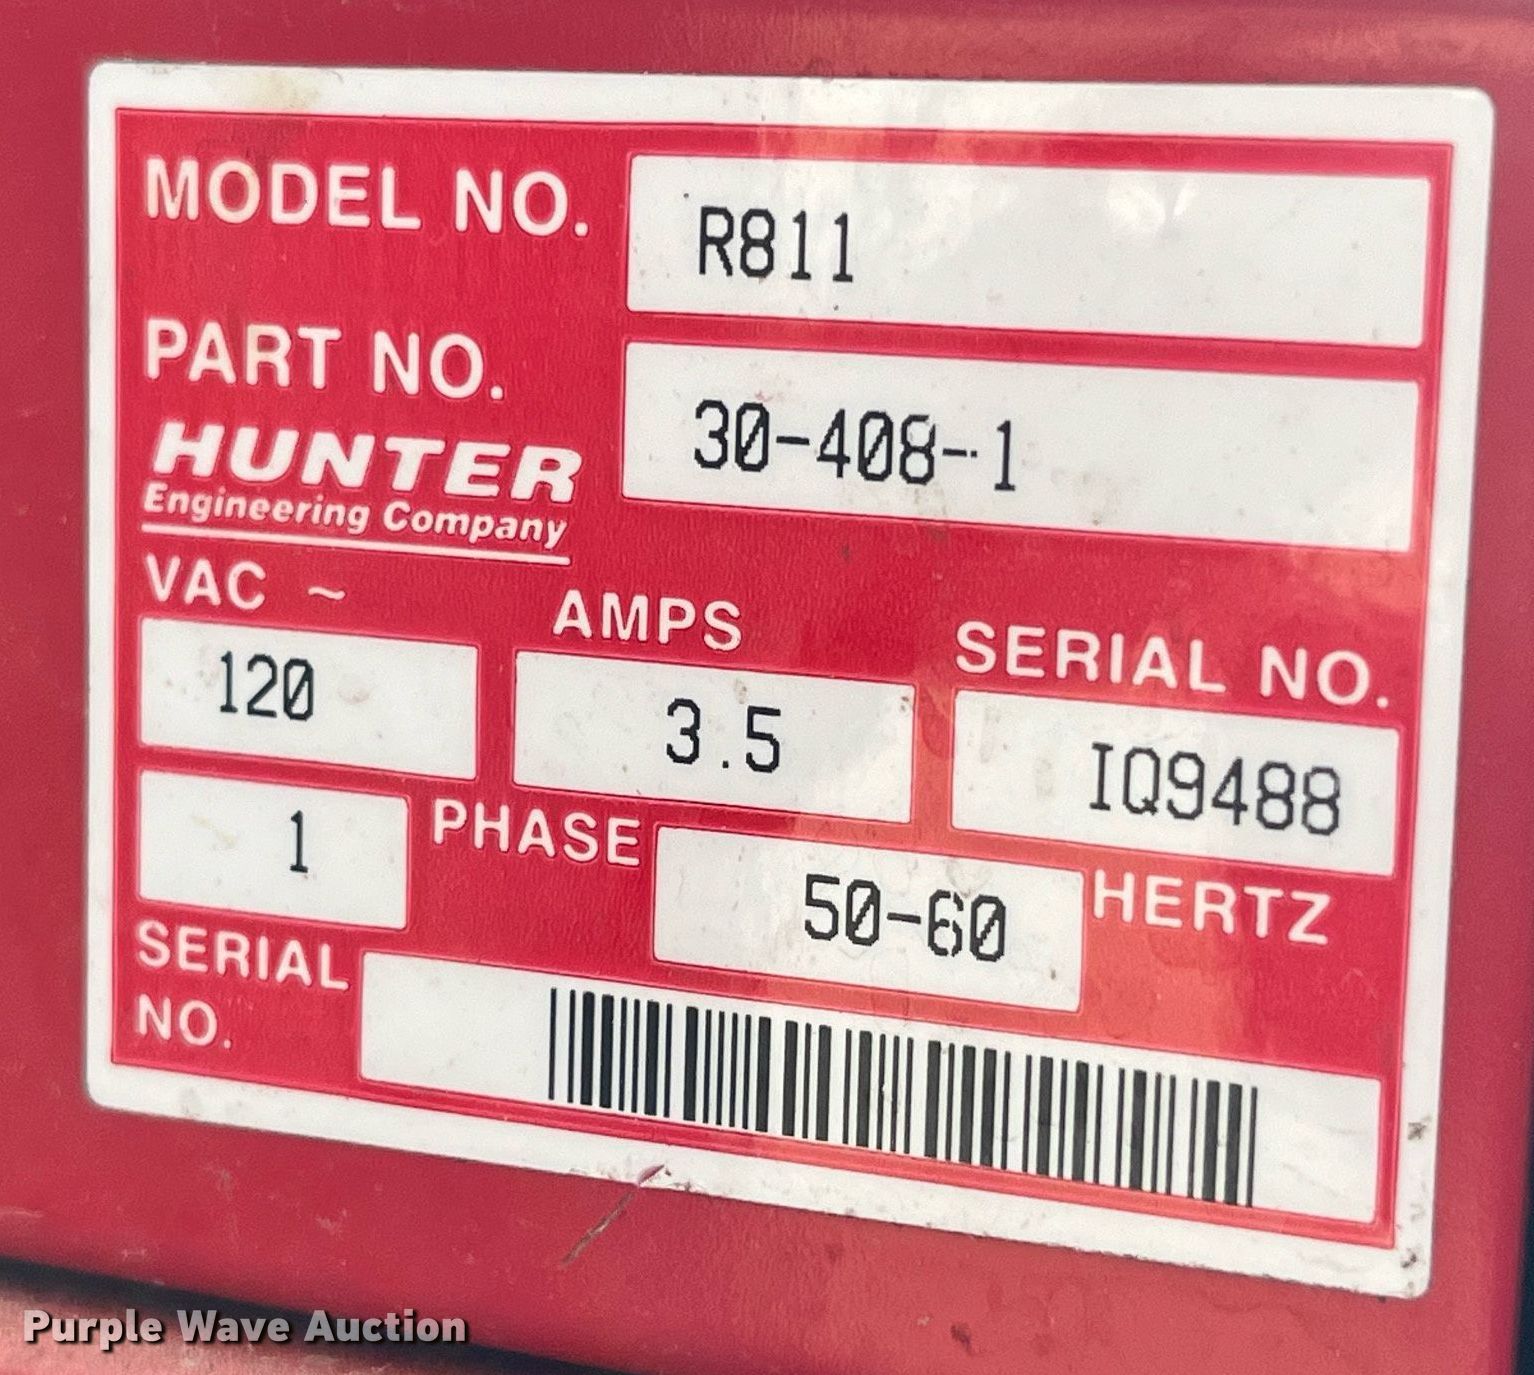 MODEL NO. R811
PART NO. 30-408-1
HUNTER
Engineering Company
VAC ~ AMPS SERIAL NO.
120 3.5 IQ9488
1 PHASE 50-60 HERTZ
SERIAL
NO.
Purple Wave Auction